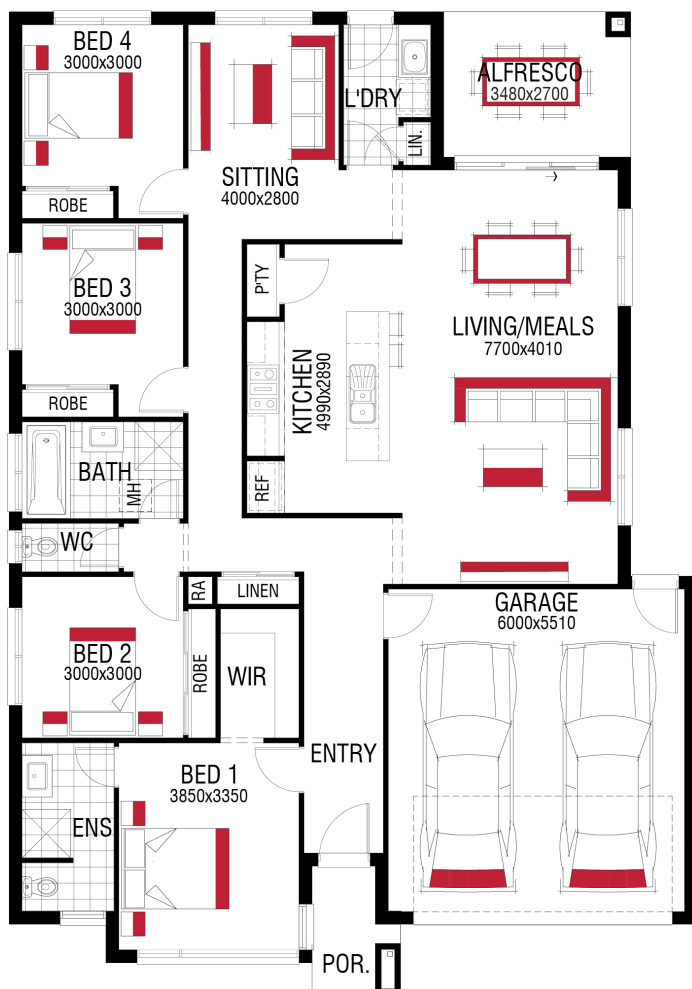 BED 4
3000x3000
ROBE
SITTING
4000x2800
L'DRY
LIN.
ALFRESCO
3480x2700
BED 3
3000x3000
ROBE
P'TY
KITCHEN
4990x2890
REF
LIVING/MEALS
7700x4010
BATH
MH
WC
RA
LINEN
BED 2
3000x3000
ROBE
WIR
GARAGE
6000x5510
ENTRY
BED 1
3850x3350
ENS
POR.